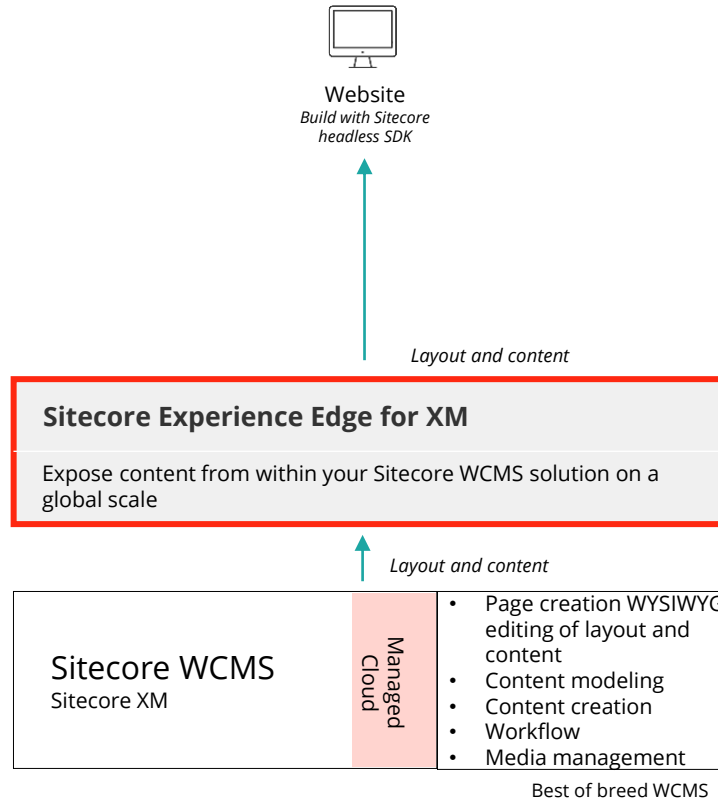 Website
Build with Sitecore
headless SDK
Layout and content
Sitecore Experience Edge for XM
Expose content from within your Sitecore WCMS solution on a
global scale
Layout and content
Sitecore WCMS
Sitecore XM
Managed
Cloud
• Page creation WYSIWYG
editing of layout and
content
• Content modeling
• Content creation
• Workflow
• Media management
Best of breed WCMS